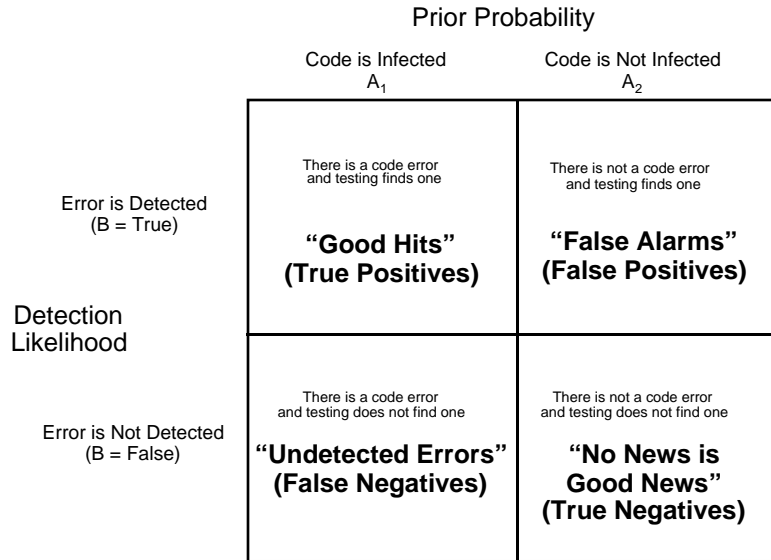 Prior Probability
Code is Infected
A₁
Code is Not Infected
A₂
Error is Detected
(B = True)
There is a code error
and testing finds one
“Good Hits”
(True Positives)
There is not a code error
and testing finds one
“False Alarms”
(False Positives)
Detection
Likelihood
Error is Not Detected
(B = False)
There is a code error
and testing does not find one
“Undetected Errors”
(False Negatives)
There is not a code error
and testing does not find one
“No News is
Good News”
(True Negatives)